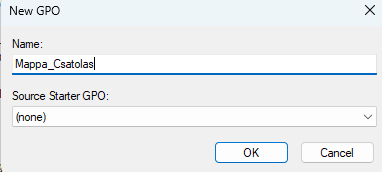 New GPO
Name:
Mappa_Csatolas
Source Starter GPO:
(none)
OK
Cancel